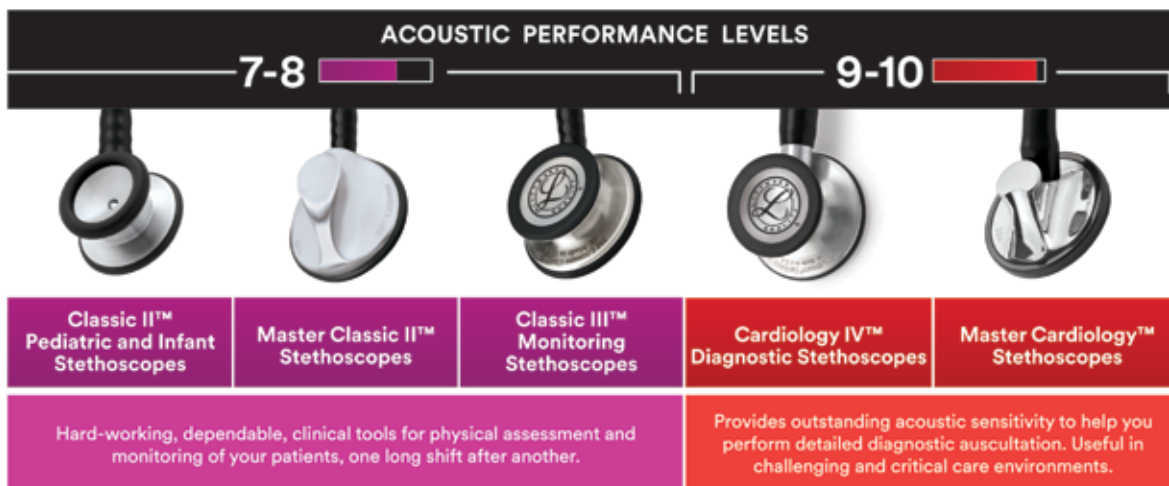 ACOUSTIC PERFORMANCE LEVELS
7-8
9-10
L
L
Classic II™
Pediatric and Infant
Stethoscopes
Master Classic II™
Stethoscopes
Classic III™
Monitoring
Stethoscopes
Cardiology IV™
Diagnostic Stethoscopes
Master Cardiology™
Stethoscopes
Hard-working, dependable, clinical tools for physical assessment and
monitoring of your patients, one long shift after another.
Provides outstanding acoustic sensitivity to help you
perform detailed diagnostic auscultation. Useful in
challenging and critical care environments.